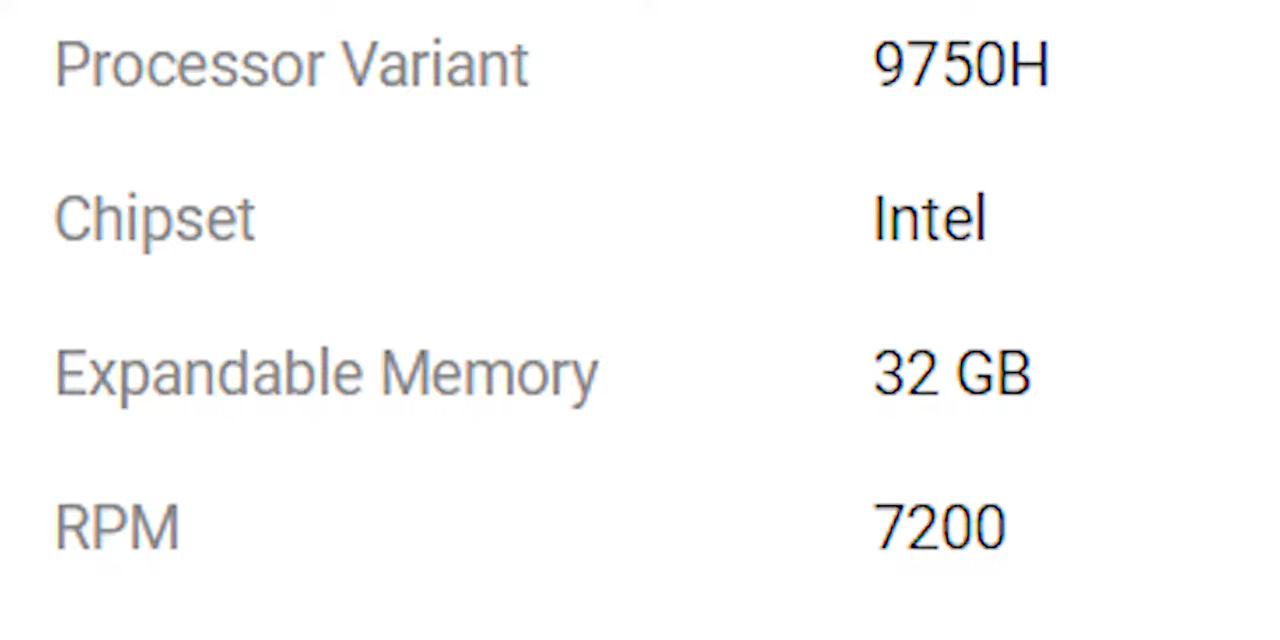 Processor Variant 9750H
Chipset Intel
Expandable Memory 32 GB
RPM 7200